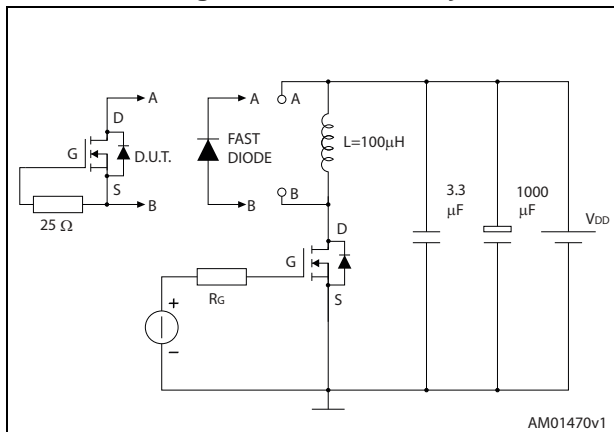 A
D
G
D.U.T.
S
B
25 Ω
A
FAST
DIODE
B
A
B
L=100μH
D
G
S
RG
+
–
3.3
μF
1000
μF
VDD
AM01470v1